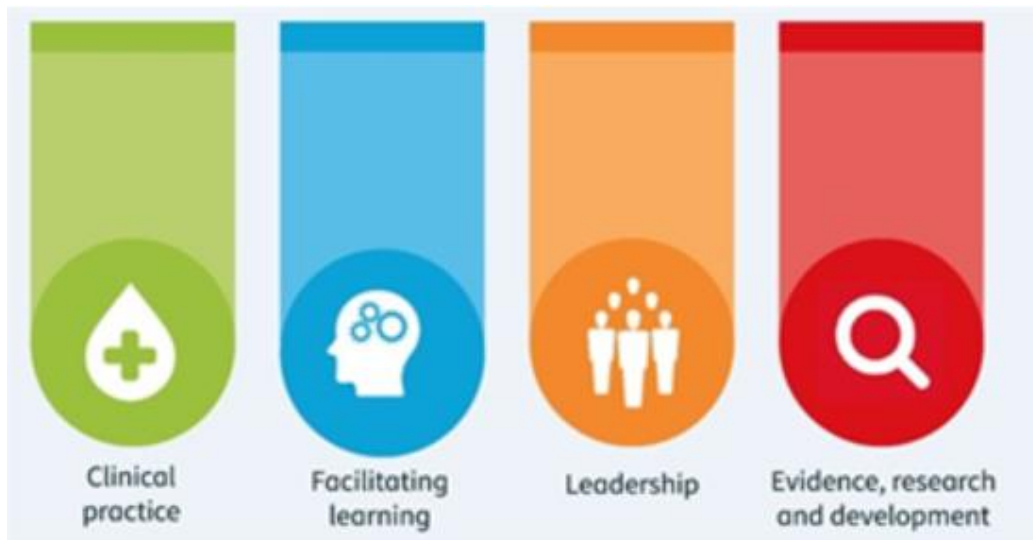 Clinical
practice
Facilitating
learning
Leadership
Evidence, research
and development